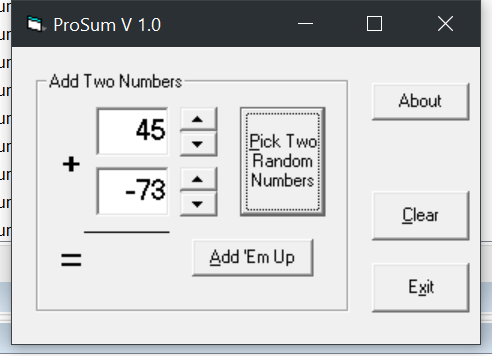 ProSum V 1.0
Add Two Numbers
45
+
-73
=
Pick Two
Random
Numbers
Add 'Em Up
About
Clear
Exit